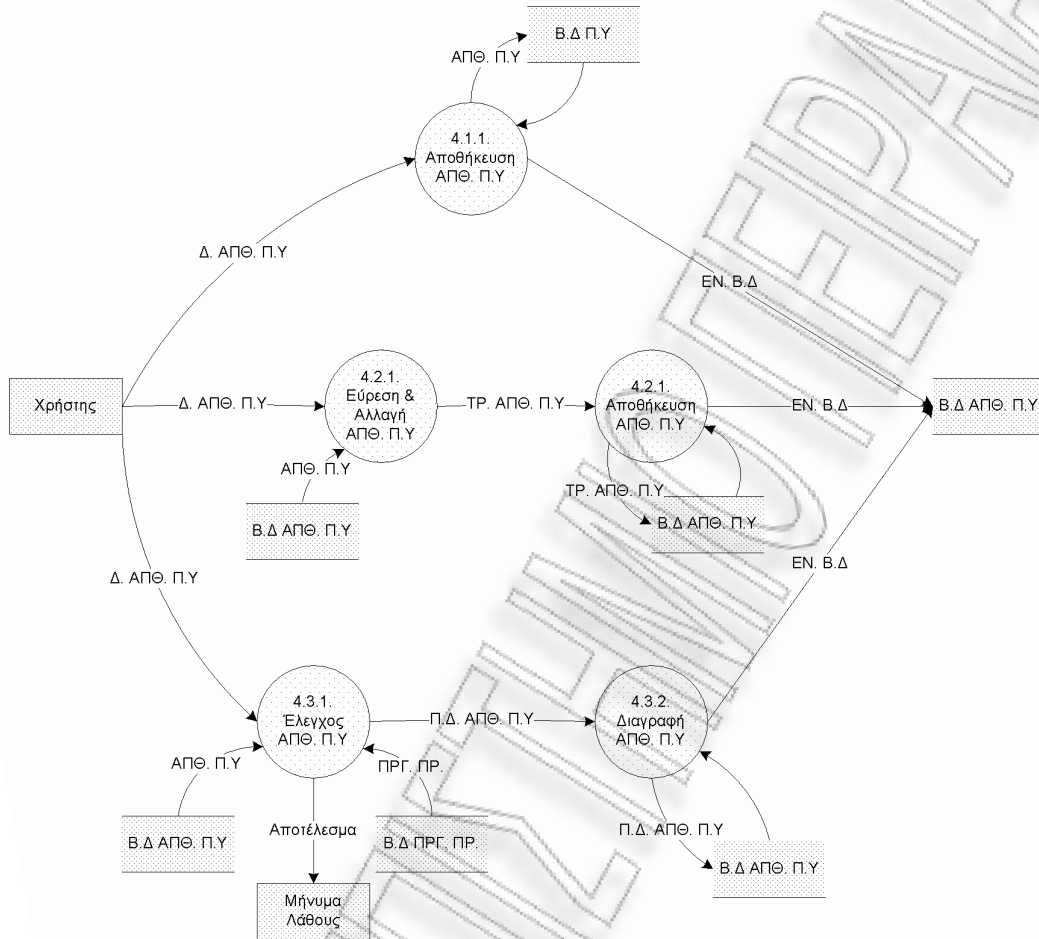 Β.Δ Π.Υ
ΑΠΘ. Π.Υ
4.1.1.
Αποθήκευση
ΑΠΘ. Π.Υ
Δ. ΑΠΘ. Π.Υ
ΕΝ. Β.Δ
Χρήστης
Δ. ΑΠΘ. Π.Υ
4.2.1.
Εύρεση &
Αλλαγή
ΑΠΘ. Π.Υ
ΤΡ. ΑΠΘ. Π.Υ
4.2.1.
Αποθήκευση
ΑΠΘ. Π.Υ
ΕΝ. Β.Δ
Β.Δ ΑΠΘ. Π.Υ
ΑΠΘ. Π.Υ
Β.Δ ΑΠΘ. Π.Υ
ΤΡ. ΑΠΘ. Π.Υ
Β.Δ ΑΠΘ. Π.Υ
Δ. ΑΠΘ. Π.Υ
ΕΝ. Β.Δ
4.3.1.
Έλεγχος
ΑΠΘ. Π.Υ
Π.Δ. ΑΠΘ. Π.Υ
4.3.2.
Διαγραφή
ΑΠΘ. Π.Υ
ΑΠΘ. Π.Υ
ΠΡΓ. ΠΡ.
Β.Δ ΑΠΘ. Π.Υ
Αποτέλεσμα
Β.Δ ΠΡΓ. ΠΡ.
Π.Δ. ΑΠΘ. Π.Υ
Β.Δ ΑΠΘ. Π.Υ
Μήνυμα
Λάθους